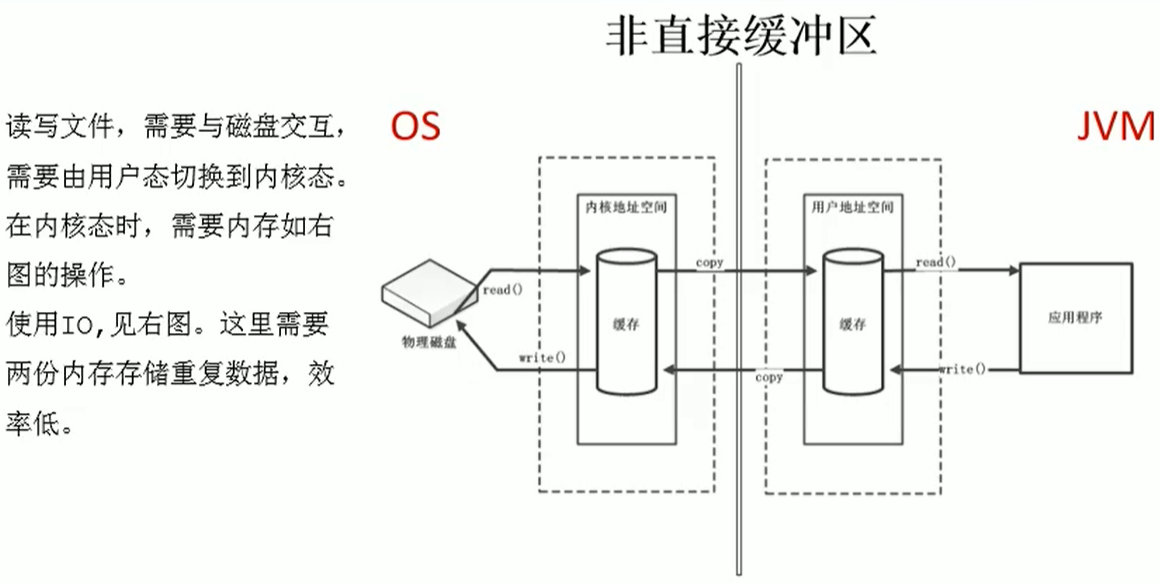 非直接缓冲区
读写文件，需要与磁盘交互，
需要由用户态切换到内核态。
在内核态时，需要内存如右
图的操作。
使用IO,见右图。这里需要
两份内存存储重复数据，效
率低。
OS
JVM
内核地址空间
用户地址空间
copy
read()
read()
缓存
缓存
应用程序
物理磁盘
write()
copy
write()